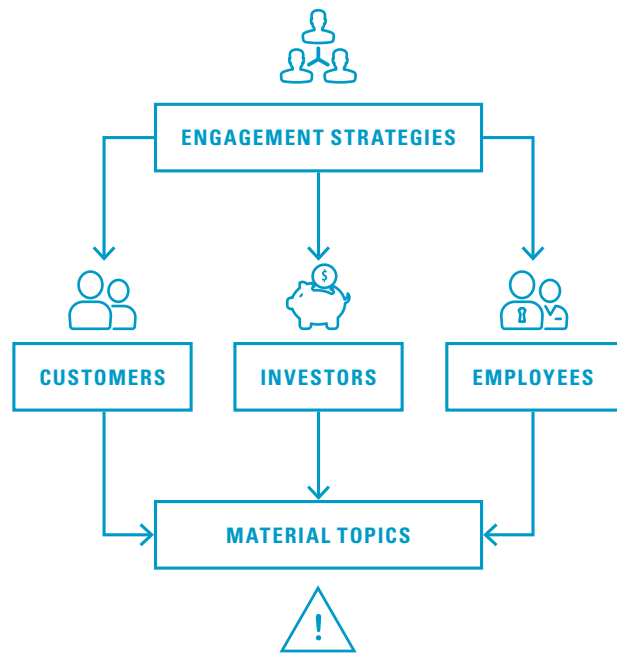 ENGAGEMENT STRATEGIES
$
CUSTOMERS
INVESTORS
EMPLOYEES
MATERIAL TOPICS
!